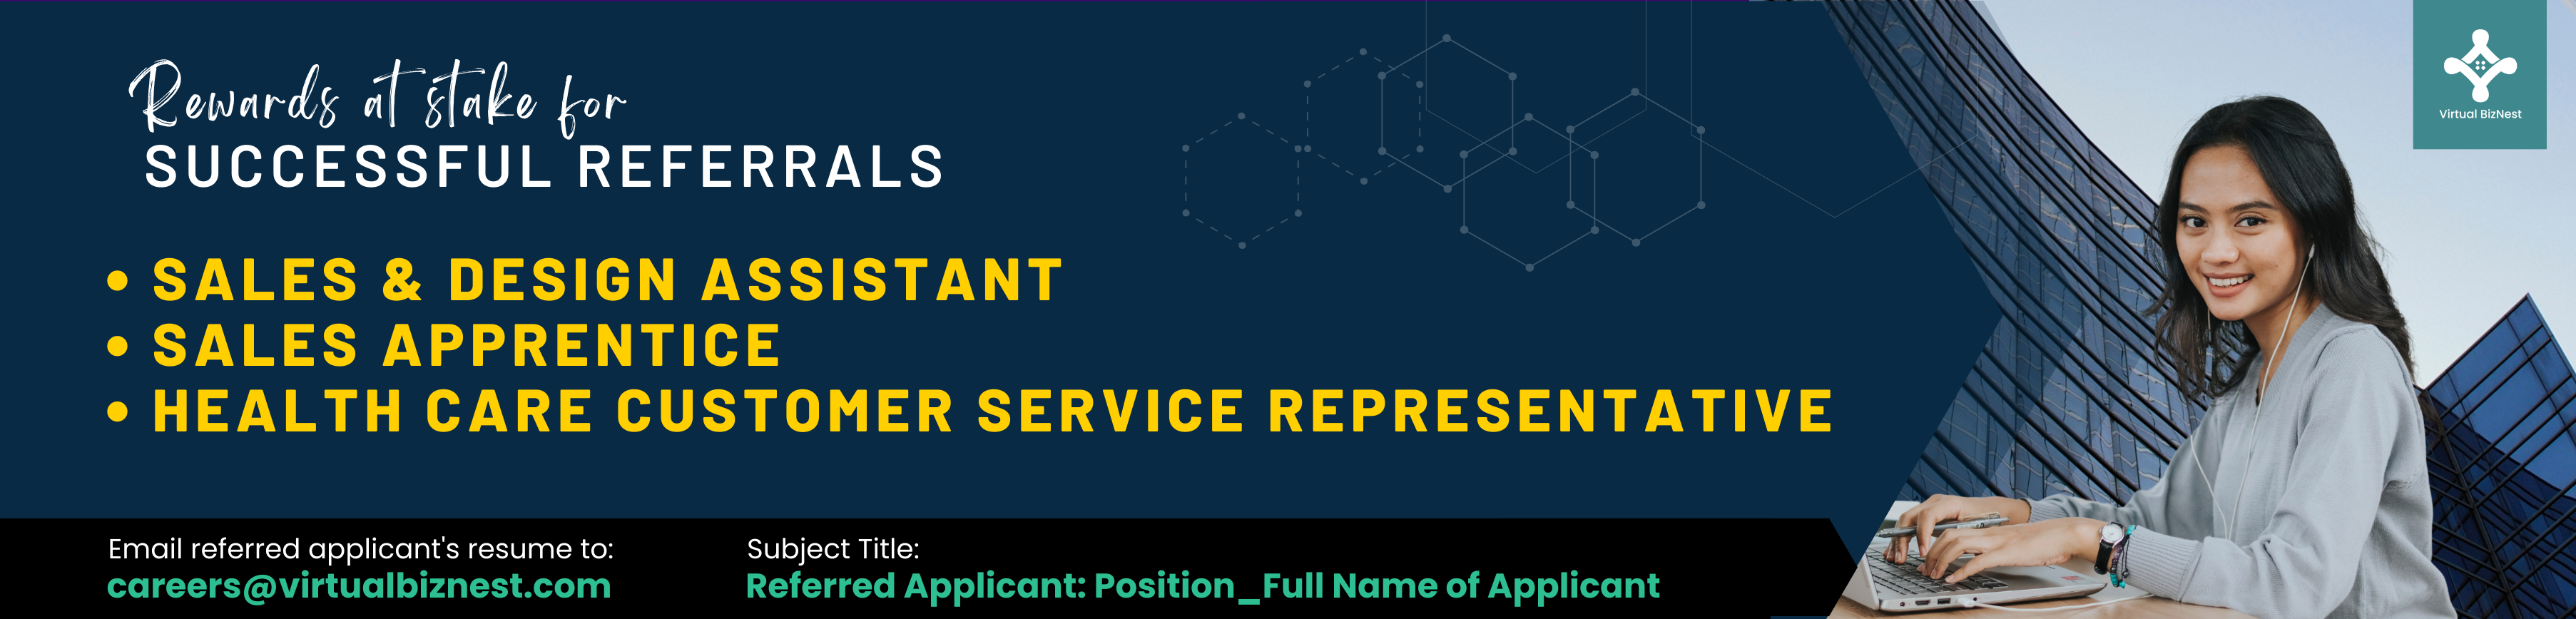 Rewards at stake for
SUCCESSFUL REFERRALS
• SALES & DESIGN ASSISTANT
• SALES APPRENTICE
• HEALTH CARE CUSTOMER SERVICE REPRESENTATIVE
Email referred applicant's resume to:
careers@virtualbiznest.com
Subject Title:
Referred Applicant: Position_Full Name of Applicant
Virtual BizNest